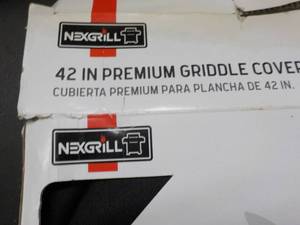 NEXGRILL
42 IN PREMIUM GRIDDLE COVER
CUBIERTA PREMIUM PARA PLANCHA DE 42 IN.
NEXGRILL